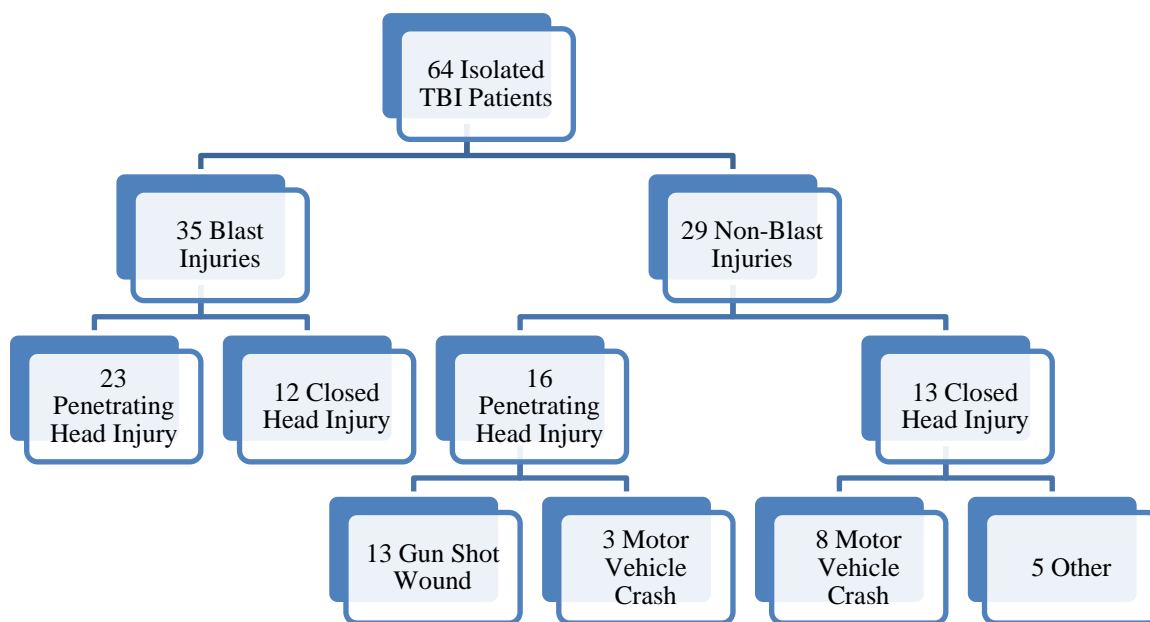 64 Isolated
TBI Patients
35 Blast
Injuries
29 Non-Blast
Injuries
23
Penetrating
Head Injury
12 Closed
Head Injury
16
Penetrating
Head Injury
13 Closed
Head Injury
13 Gun Shot
Wound
3 Motor
Vehicle
Crash
8 Motor
Vehicle
Crash
5 Other